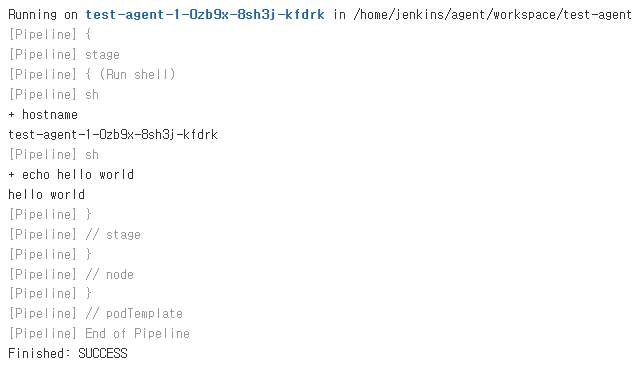 Running on test-agent-1-0zb9x-8sh3j-kfdrk in /home/jenkins/agent/workspace/test-agent
[Pipeline] {
[Pipeline] stage
[Pipeline] { (Run shell)
[Pipeline] sh
+ hostname
test-agent-1-0zb9x-8sh3j-kfdrk
[Pipeline] sh
+ echo hello world
hello world
[Pipeline] }
[Pipeline] // stage
[Pipeline] }
[Pipeline] // node
[Pipeline] }
[Pipeline] // podTemplate
[Pipeline] End of Pipeline
Finished: SUCCESS